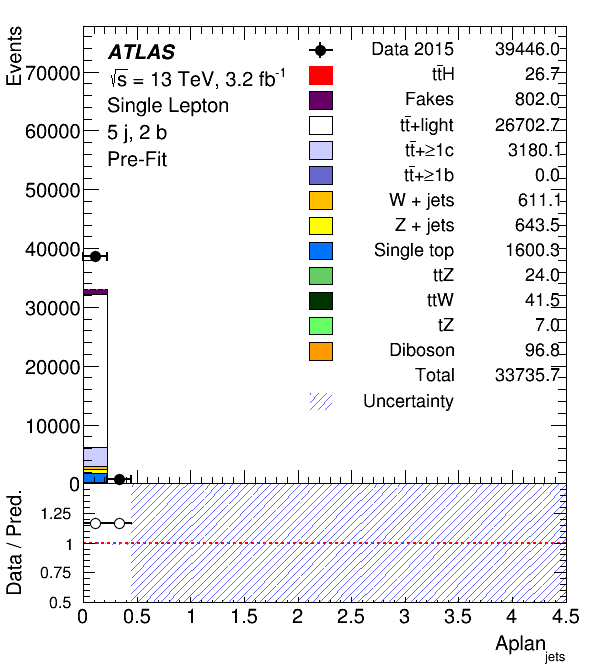 Events
70000
60000
50000
40000
30000
20000
10000
0
ATLAS
√s = 13 TeV, 3.2 fb⁻¹
Single Lepton
5 j, 2 b
Pre-Fit
Data 2015 39446.0
tt̄H 26.7
Fakes 802.0
tt̄+light 26702.7
tt̄+≥1c 3180.1
tt̄+≥1b 0.0
W + jets 611.1
Z + jets 643.5
Single top 1600.3
ttZ 24.0
ttW 41.5
tZ 7.0
Diboson 96.8
Total 33735.7
Uncertainty
Data / Pred.
1.25
1
0.75
0.5
0 0.5 1 1.5 2 2.5 3 3.5 4 4.5
Aplan_jets